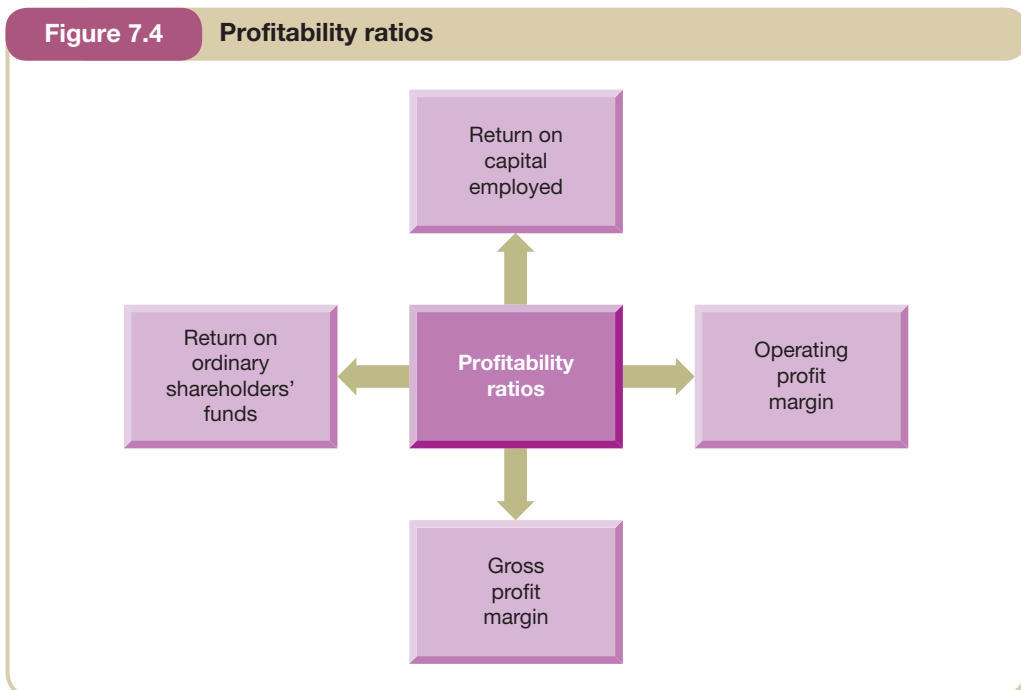 Figure 7.4
Profitability ratios
Return on
capital
employed
Return on
ordinary
shareholders’
funds
Profitability
ratios
Operating
profit
margin
Gross
profit
margin